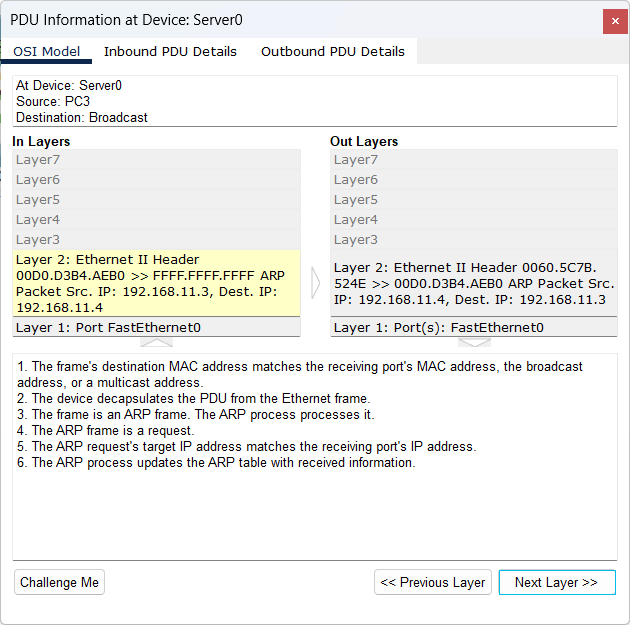 PDU Information at Device: Server0
OSI Model Inbound PDU Details Outbound PDU Details
At Device: Server0
Source: PC3
Destination: Broadcast
In Layers
Layer7
Layer6
Layer5
Layer4
Layer3
Layer 2: Ethernet II Header
00D0.D3B4.AEB0 >> FFFF.FFFF.FFFF ARP
Packet Src. IP: 192.168.11.3, Dest. IP:
192.168.11.4
Layer 1: Port FastEthernet0
Out Layers
Layer7
Layer6
Layer5
Layer4
Layer3
Layer 2: Ethernet II Header 0060.5C7B.
524E >> 00D0.D3B4.AEB0 ARP Packet Src.
IP: 192.168.11.4, Dest. IP: 192.168.11.3
Layer 1: Port(s): FastEthernet0
1. The frame's destination MAC address matches the receiving port's MAC address, the broadcast
address, or a multicast address.
2. The device decapsulates the PDU from the Ethernet frame.
3. The frame is an ARP frame. The ARP process processes it.
4. The ARP frame is a request.
5. The ARP request's target IP address matches the receiving port's IP address.
6. The ARP process updates the ARP table with received information.
Challenge Me << Previous Layer Next Layer >>